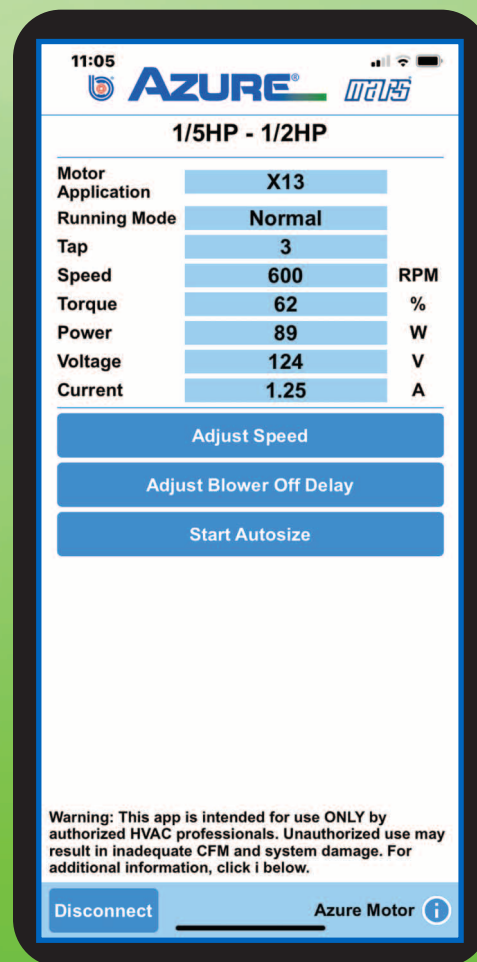 11:05
AZURE® mars
1/5HP - 1/2HP
Motor
Application X13
Running Mode Normal
Tap 3
Speed 600 RPM
Torque 62 %
Power 89 W
Voltage 124 V
Current 1.25 A
Adjust Speed
Adjust Blower Off Delay
Start Autosize
Warning: This app is intended for use ONLY by
authorized HVAC professionals. Unauthorized use may
result in inadequate CFM and system damage. For
additional information, click i below.
Disconnect Azure Motor i